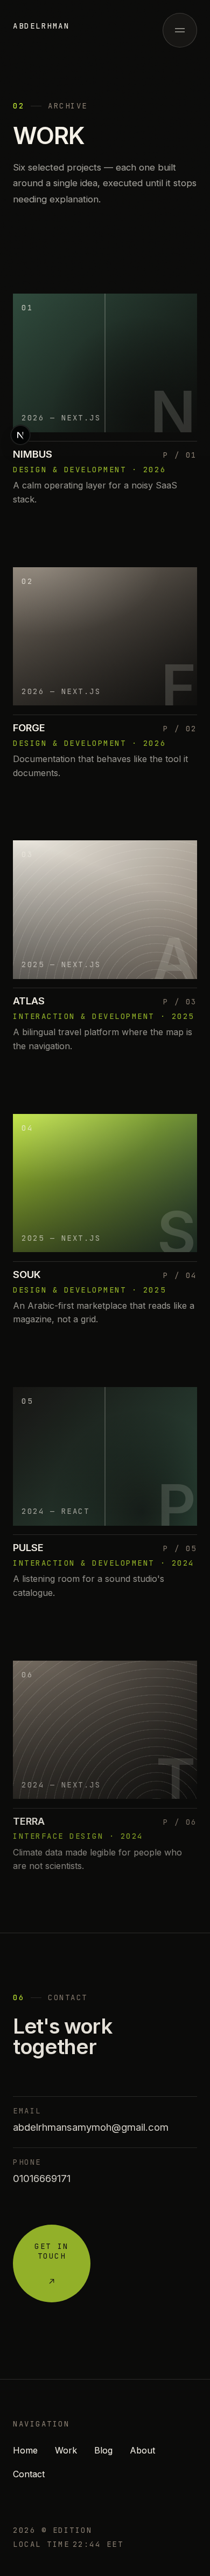 ABDELRHMAN
02 — ARCHIVE
WORK
Six selected projects — each one built
around a single idea, executed until it stops
needing explanation.
01
N
2026 — NEXT.JS
N
NIMBUS P / 01
DESIGN & DEVELOPMENT · 2026
A calm operating layer for a noisy SaaS
stack.
02
F
2026 — NEXT.JS
FORGE P / 02
DESIGN & DEVELOPMENT · 2026
Documentation that behaves like the tool it
documents.
03
A
2025 — NEXT.JS
ATLAS P / 03
INTERACTION & DEVELOPMENT · 2025
A bilingual travel platform where the map is
the navigation.
04
S
2025 — NEXT.JS
SOUK P / 04
DESIGN & DEVELOPMENT · 2025
An Arabic-first marketplace that reads like a
magazine, not a grid.
05
P
2024 — REACT
PULSE P / 05
INTERACTION & DEVELOPMENT · 2024
A listening room for a sound studio's
catalogue.
06
T
2024 — NEXT.JS
TERRA P / 06
INTERFACE DESIGN · 2024
Climate data made legible for people who
are not scientists.
06 — CONTACT
Let's work
together
EMAIL
abdelrhmansamymoh@gmail.com
PHONE
01016669171
GET IN
TOUCH
↗
NAVIGATION
Home Work Blog About
Contact
2026 © EDITION
LOCAL TIME 22:44 EET